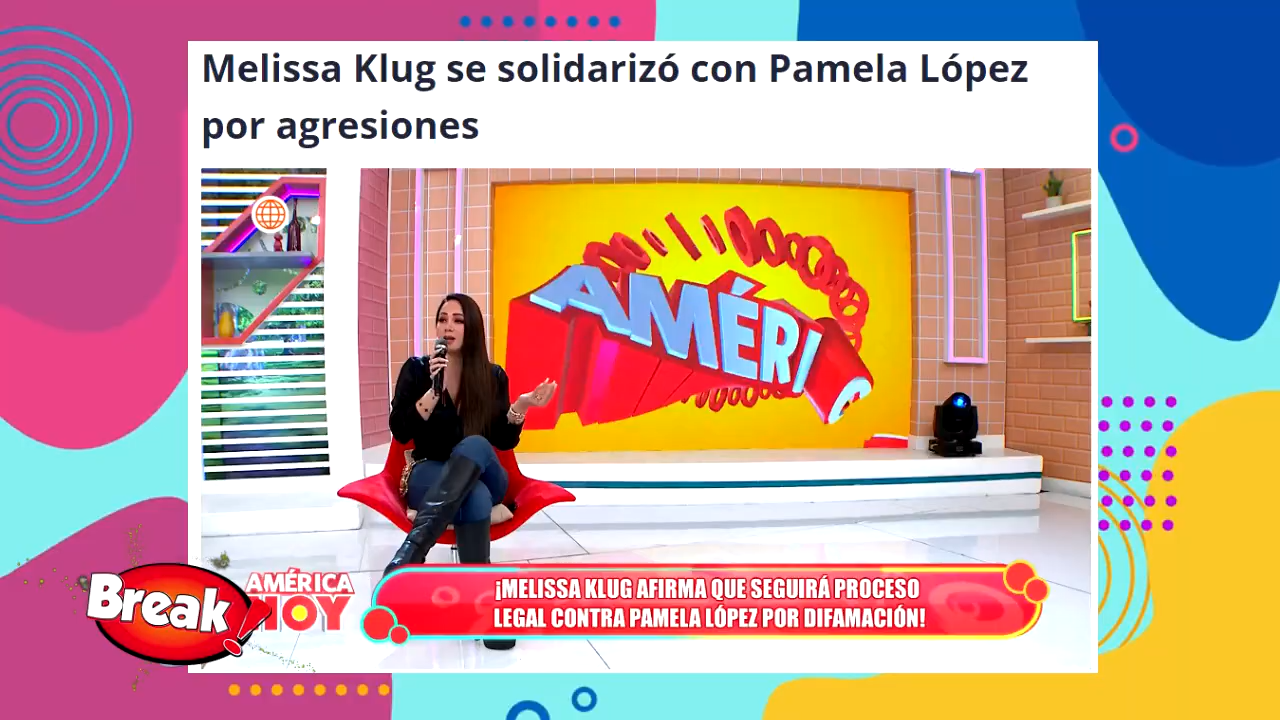 Melissa Klug se solidarizó con Pamela López
por agresiones
AMÉRI
Break!
AMÉRICA
HOY
¡MELISSA KLUG AFIRMA QUE SEGUIRÁ PROCESO
LEGAL CONTRA PAMELA LÓPEZ POR DIFAMACIÓN!